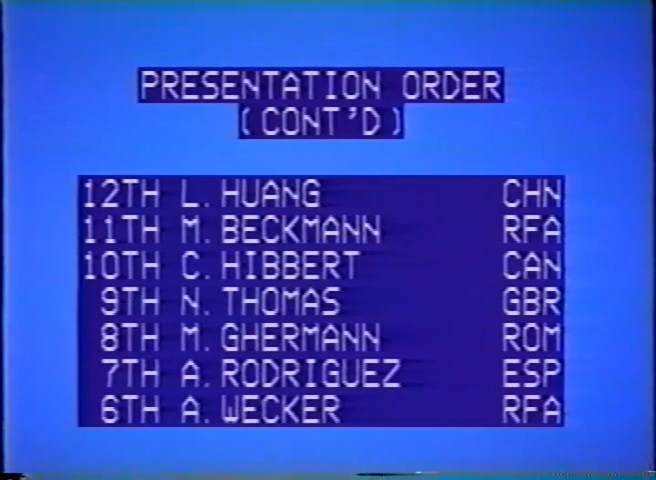 PRESENTATION ORDER
(CONT'D)
12TH L. HUANG CHN
11TH M. BECKMANN RFA
10TH C. HIBBERT CAN
9TH N. THOMAS GBR
8TH M. GHERMANN ROM
7TH A. RODRIGUEZ ESP
6TH A. WECKER RFA